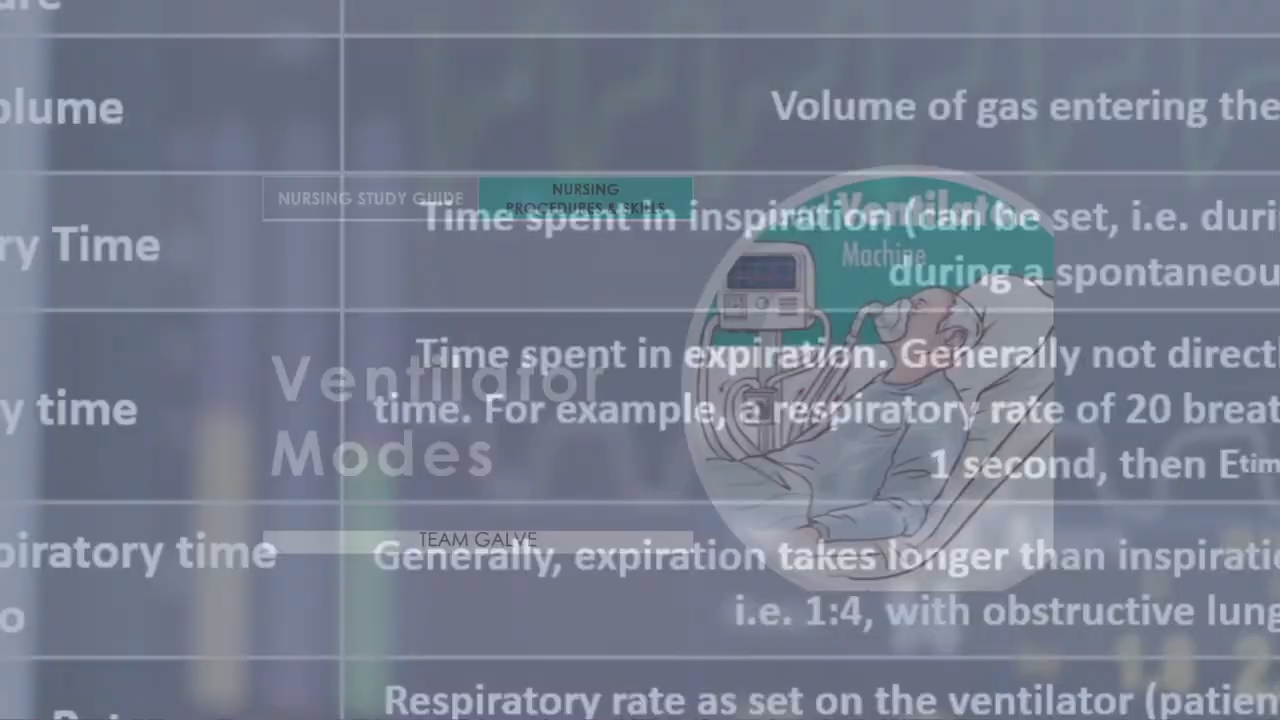 olume
Volume of gas entering the
NURSING STUDY GUIDE
NURSING
PROCEDURES & SKILLS
Time spent in inspiration (can be set, i.e. duri
ry Time
Machine
during a spontaneou
Time spent in expiration. Generally not direct
Ventilator
Modes
y time
time. For example, a respiratory rate of 20 breat
1 second, then Etim
TEAM GALVE
piratory time
Generally, expiration takes longer than inspiratio
o
i.e. 1:4, with obstructive lung
Respiratory rate as set on the ventilator (patien